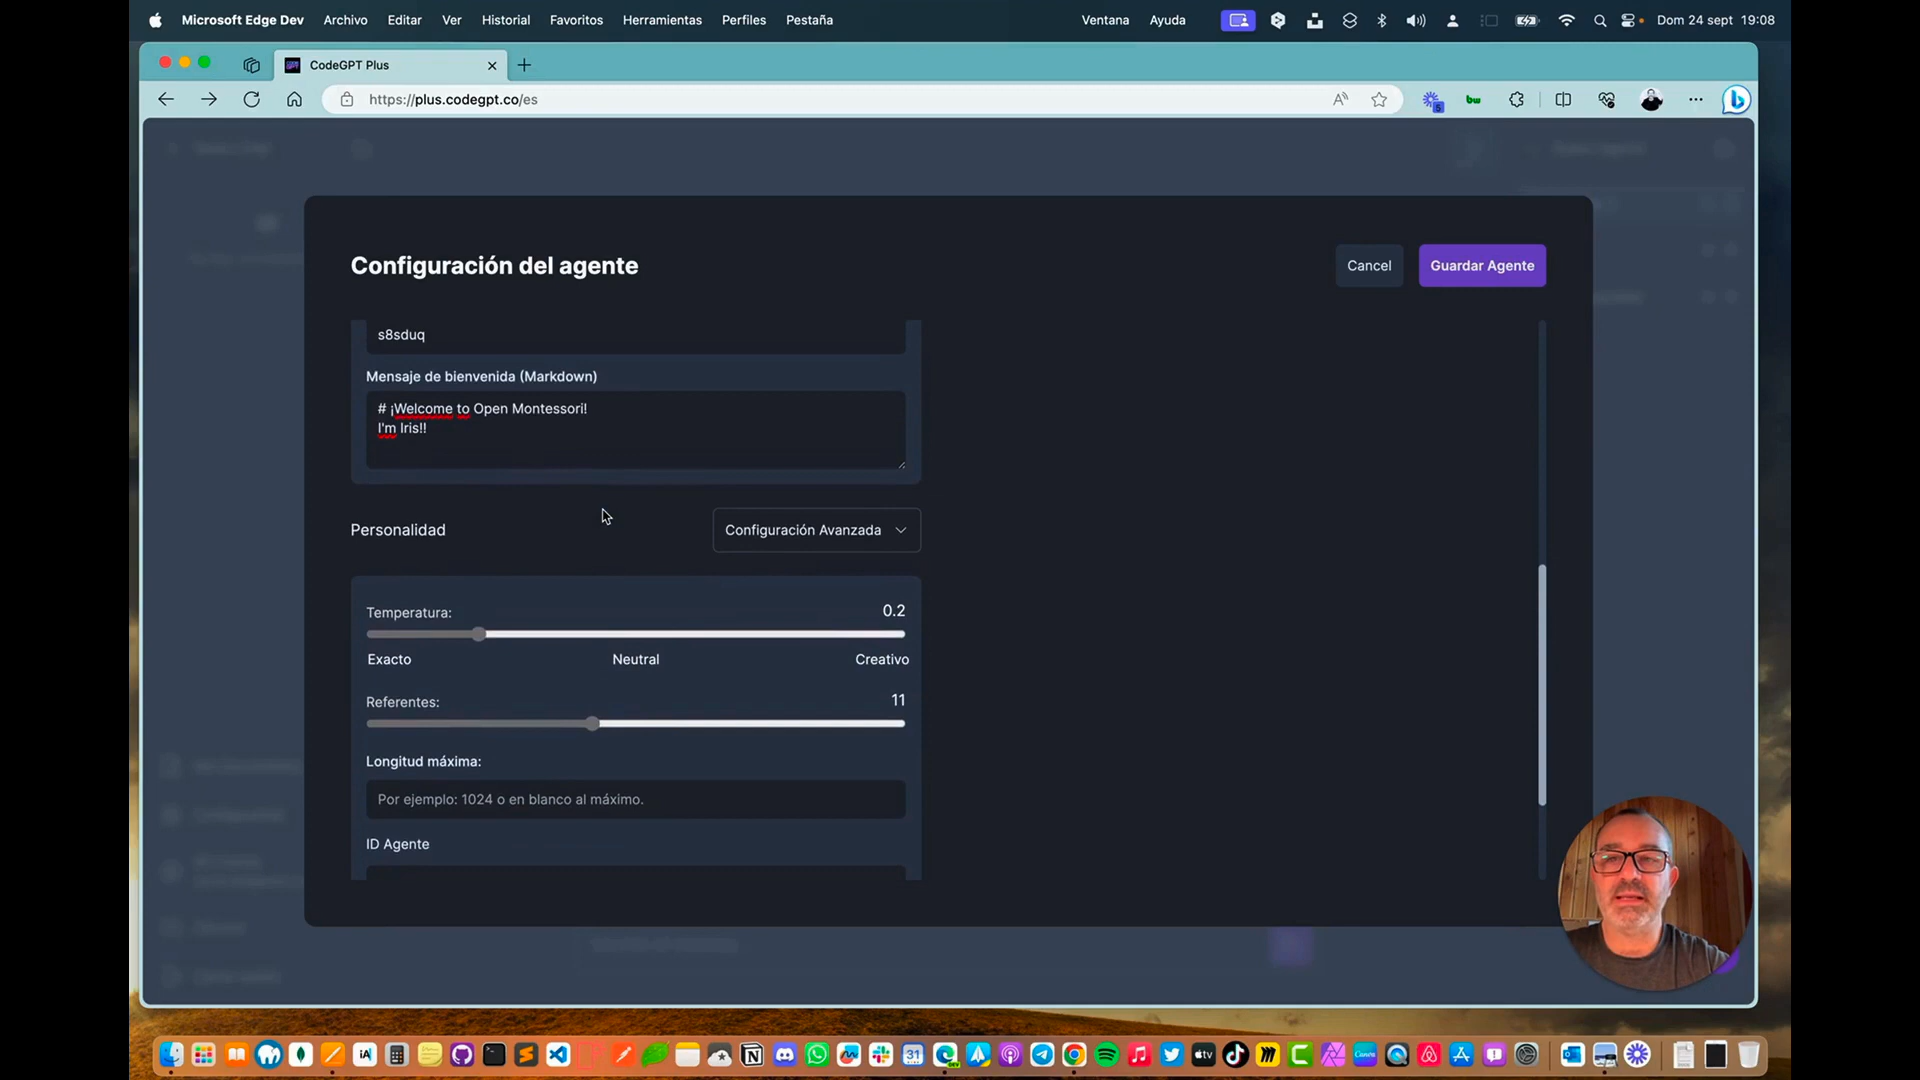 Microsoft Edge Dev Archivo Editar Ver Historial Favoritos Herramientas Perfiles Pestaña Ventana Ayuda Dom 24 sept 19:08
CodeGPT Plus
https://plus.codegpt.co/es
Configuración del agente
Cancel
Guardar Agente
s8sduq
Mensaje de bienvenida (Markdown)
# ¡Welcome to Open Montessori!
I'm Iris!!
Personalidad
Configuración Avanzada
Temperatura: 0.2
Exacto Neutral Creativo
Referentes: 11
Longitud máxima:
Por ejemplo: 1024 o en blanco al máximo.
ID Agente